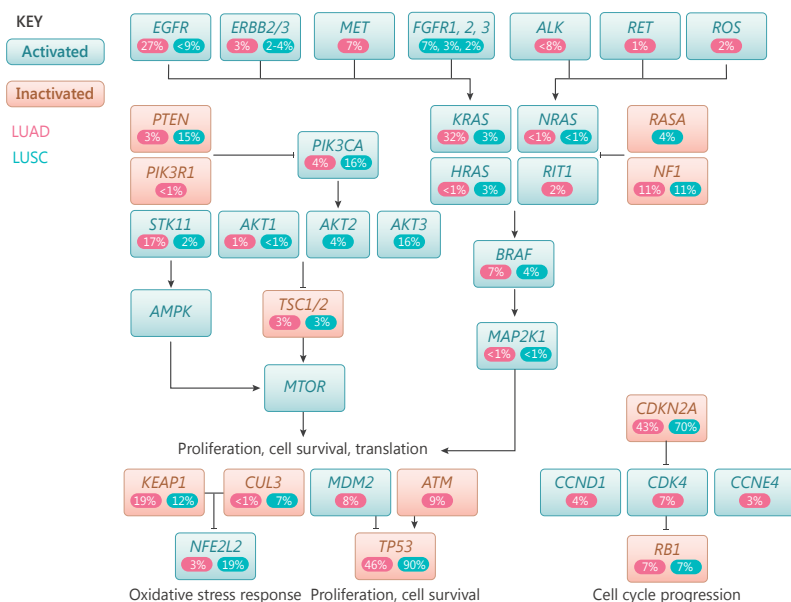 KEY
Activated
Inactivated
LUAD
LUSC
EGFR
27% <9%
ERBB2/3
3% 2-4%
MET
7%
FGFR1, 2, 3
7%, 3%, 2%
ALK
<8%
RET
1%
ROS
2%
PTEN
3% 15%
PIK3R1
<1%
PIK3CA
4% 16%
KRAS
32% 3%
NRAS
<1% <1%
HRAS
<1% 3%
RIT1
2%
RASA
4%
NF1
11% 11%
STK11
17% 2%
AKT1
1% <1%
AKT2
4%
AKT3
16%
BRAF
7% 4%
AMPK
TSC1/2
3% 3%
MAP2K1
<1% <1%
MTOR
Proliferation, cell survival, translation
CDKN2A
43% 70%
KEAP1
19% 12%
CUL3
<1% 7%
MDM2
8%
ATM
9%
CCND1
4%
CDK4
7%
CCNE4
3%
NFE2L2
3% 19%
TP53
46% 90%
RB1
7% 7%
Oxidative stress response
Proliferation, cell survival
Cell cycle progression